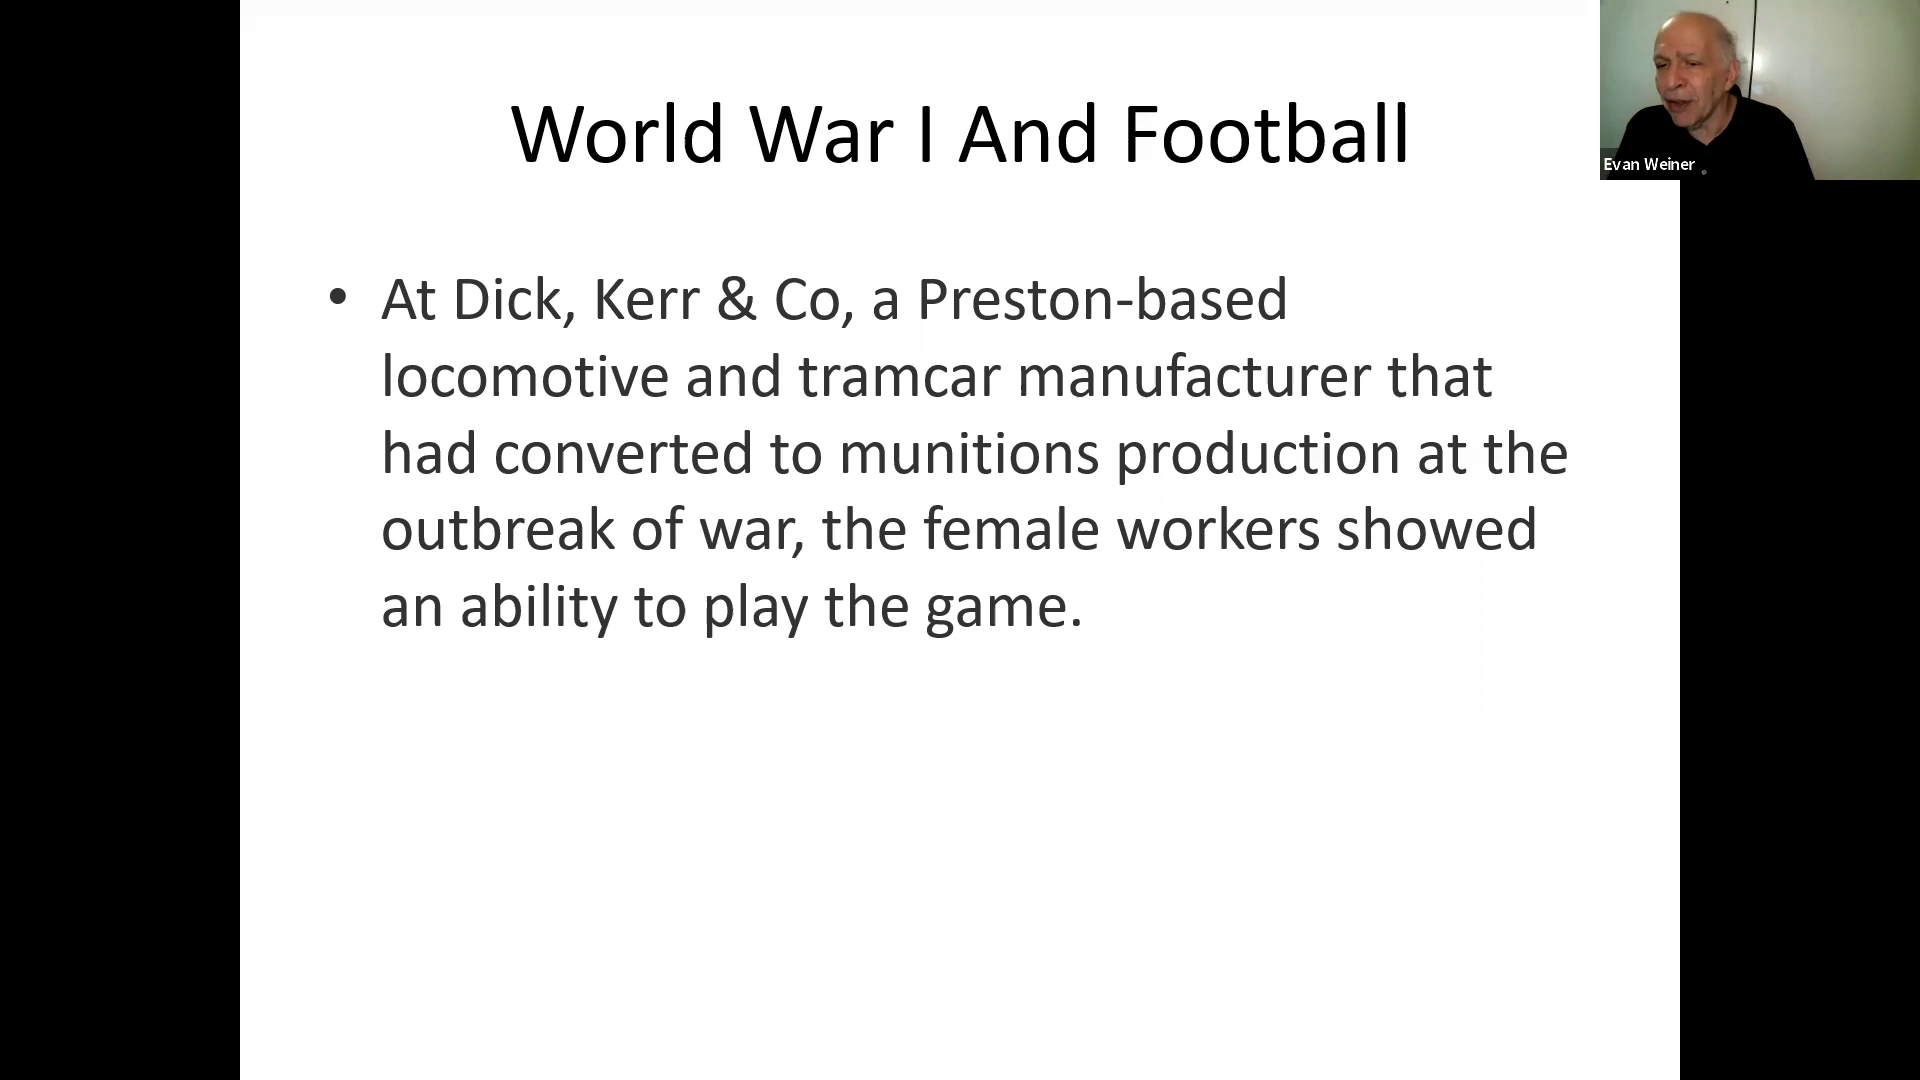 World War I And Football
Evan Weiner
• At Dick, Kerr & Co, a Preston-based
locomotive and tramcar manufacturer that
had converted to munitions production at the
outbreak of war, the female workers showed
an ability to play the game.